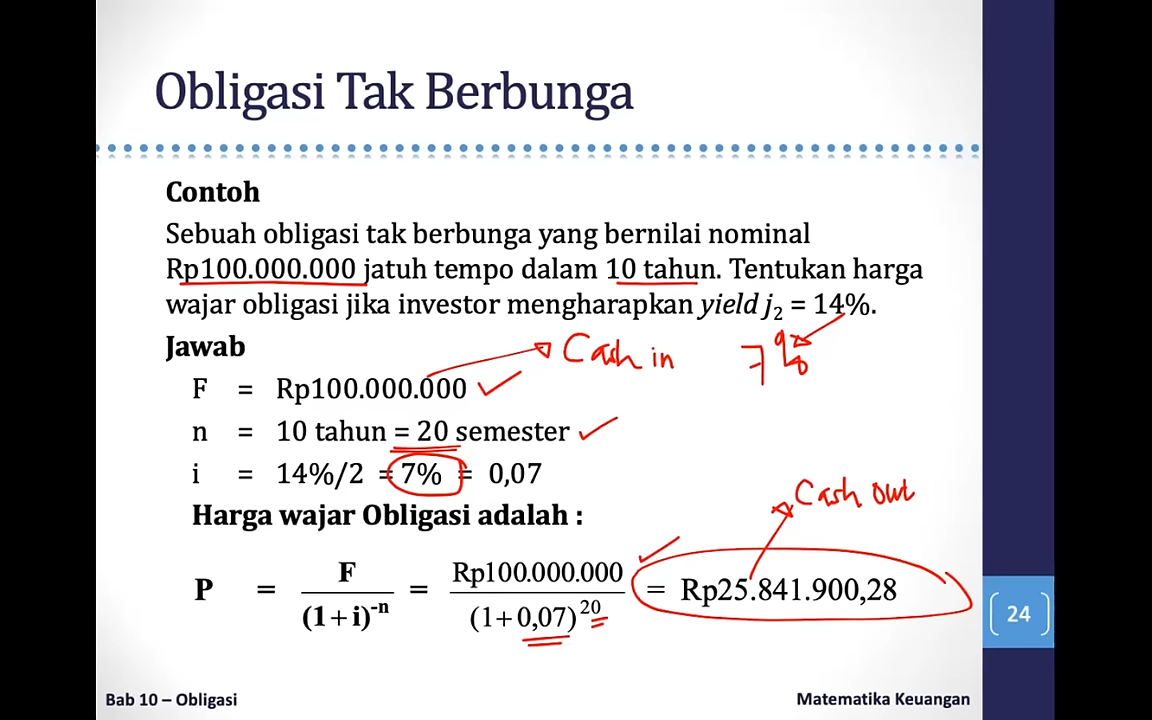 Obligasi Tak Berbunga
Contoh
Sebuah obligasi tak berbunga yang bernilai nominal
Rp100.000.000 jatuh tempo dalam 10 tahun. Tentukan harga
wajar obligasi jika investor mengharapkan yield j₂ = 14%.
Jawab
Cash in 7%
F = Rp100.000.000
n = 10 tahun = 20 semester
i = 14%/2 = 7% = 0,07
Cash out
Harga wajar Obligasi adalah :
P = F / (1+i)⁻ⁿ = Rp100.000.000 / (1+0,07)²⁰ = Rp25.841.900,28
24
Bab 10 – Obligasi
Matematika Keuangan